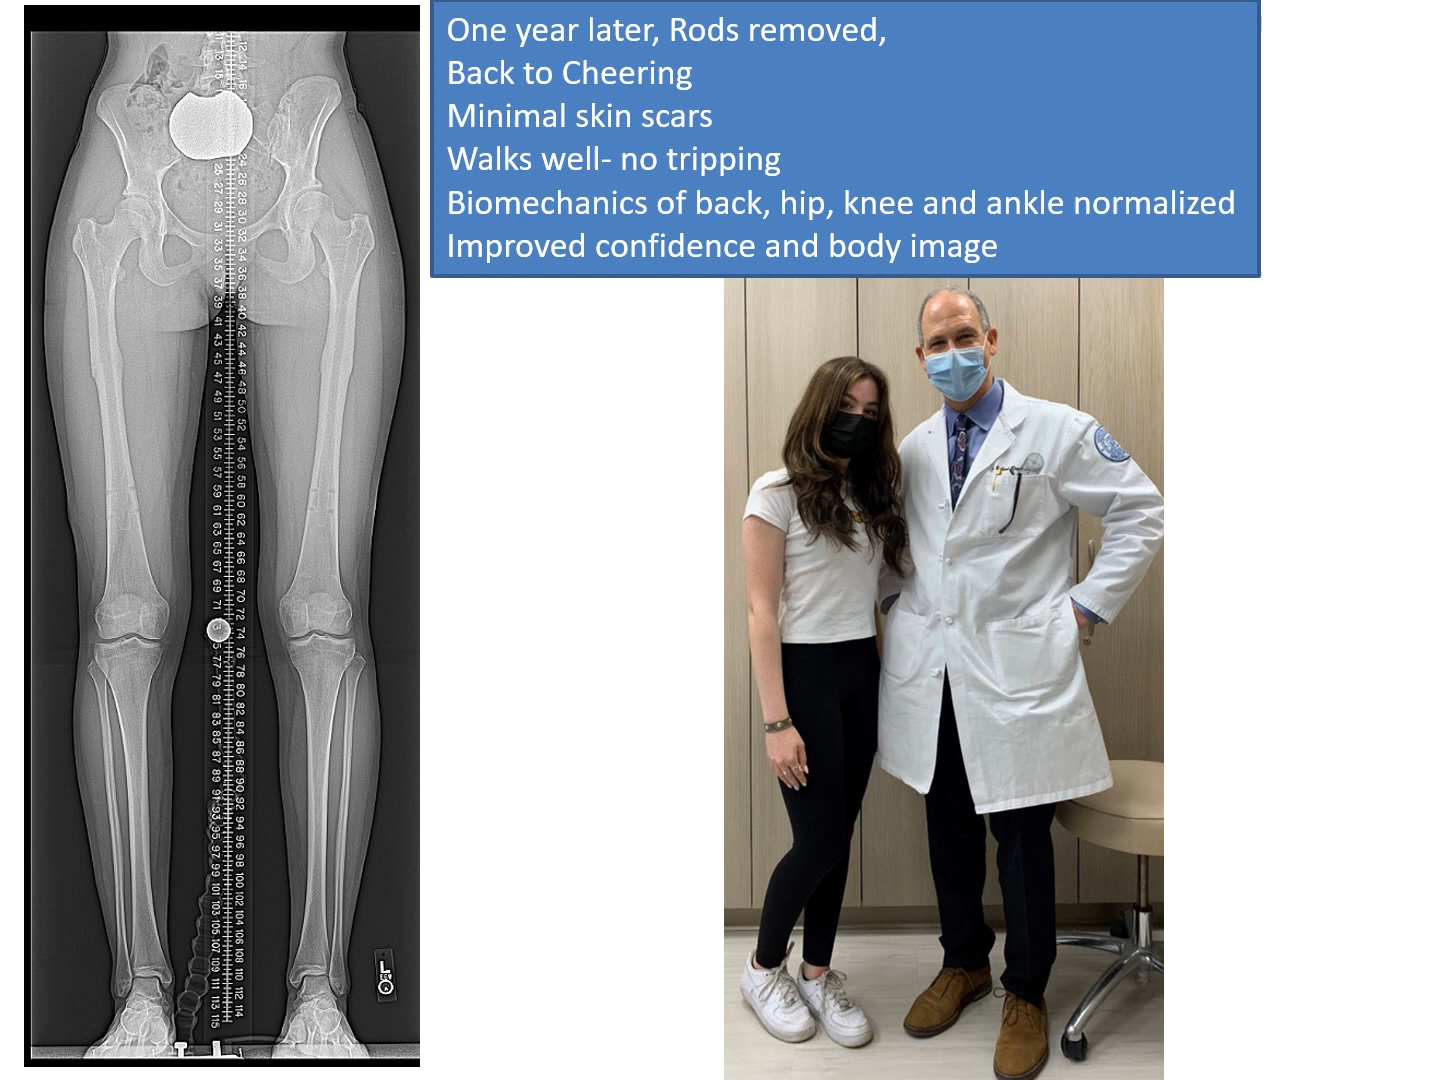 One year later, Rods removed,
Back to Cheering
Minimal skin scars
Walks well- no tripping
Biomechanics of back, hip, knee and ankle normalized
Improved confidence and body image
L